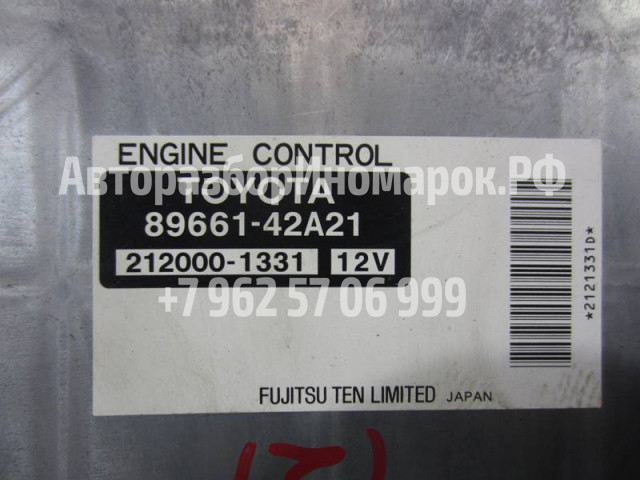 ENGINE CONTROL
АвторазборИномарок.РФ
TOYOTA
89661-42A21
212000-1331 12V
+7 962 57 06 999
*2121331D*
FUJITSU TEN LIMITED JAPAN